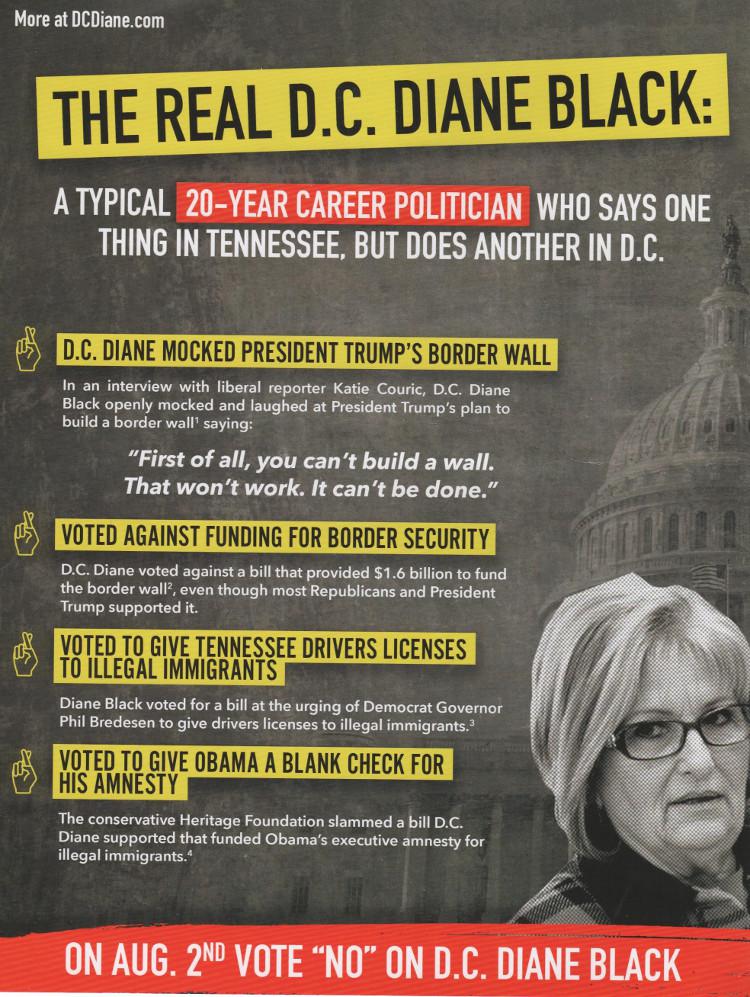 More at DCDiane.com
THE REAL D.C. DIANE BLACK:
A TYPICAL 20-YEAR CAREER POLITICIAN WHO SAYS ONE
THING IN TENNESSEE, BUT DOES ANOTHER IN D.C.
D.C. DIANE MOCKED PRESIDENT TRUMP'S BORDER WALL
In an interview with liberal reporter Katie Couric, D.C. Diane
Black openly mocked and laughed at President Trump's plan to
build a border wall¹ saying:
"First of all, you can't build a wall.
That won't work. It can't be done."
VOTED AGAINST FUNDING FOR BORDER SECURITY
D.C. Diane voted against a bill that provided $1.6 billion to fund
the border wall², even though most Republicans and President
Trump supported it.
VOTED TO GIVE TENNESSEE DRIVERS LICENSES
TO ILLEGAL IMMIGRANTS
Diane Black voted for a bill at the urging of Democrat Governor
Phil Bredesen to give drivers licenses to illegal immigrants.³
VOTED TO GIVE OBAMA A BLANK CHECK FOR
HIS AMNESTY
The conservative Heritage Foundation slammed a bill D.C.
Diane supported that funded Obama's executive amnesty for
illegal immigrants.⁴
ON AUG. 2ND VOTE "NO" ON D.C. DIANE BLACK